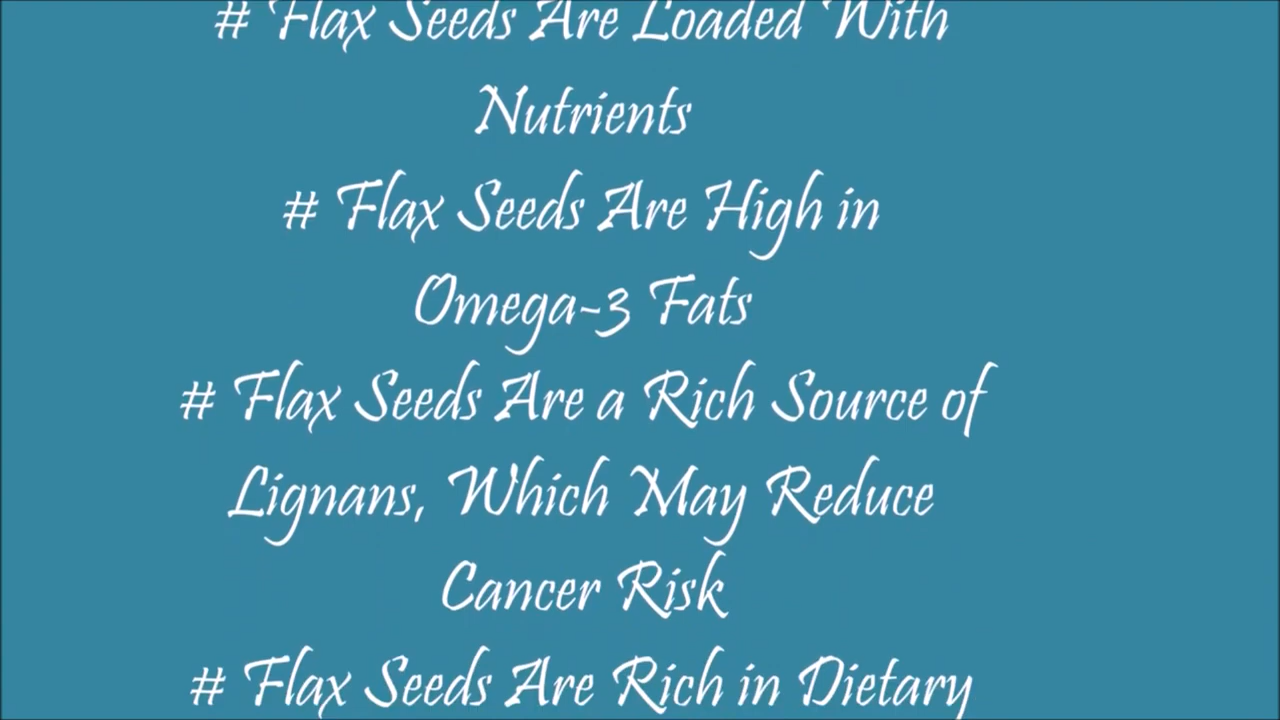 # Flax Seeds Are Loaded With
Nutrients
# Flax Seeds Are High in
Omega-3 Fats
# Flax Seeds Are a Rich Source of
Lignans, Which May Reduce
Cancer Risk
# Flax Seeds Are Rich in Dietary